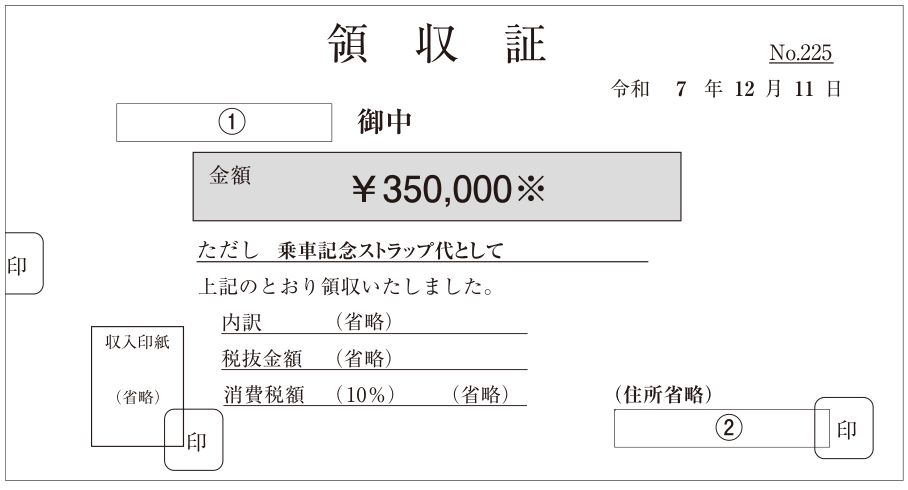 領収証
No.225
令和 7 年 12 月 11 日
① 御中
金額 ¥350,000※
ただし 乗車記念ストラップ代として
上記のとおり領収いたしました。
印
内訳 （省略）
収入印紙
税抜金額 （省略）
（省略）
消費税額 （10%） （省略）
印
（住所省略）
② 印